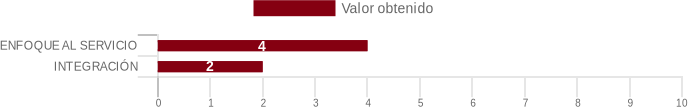 Valor obtenido
ENFOQUE AL SERVICIO 4
INTEGRACIÓN 2
0 1 2 3 4 5 6 7 8 9 10